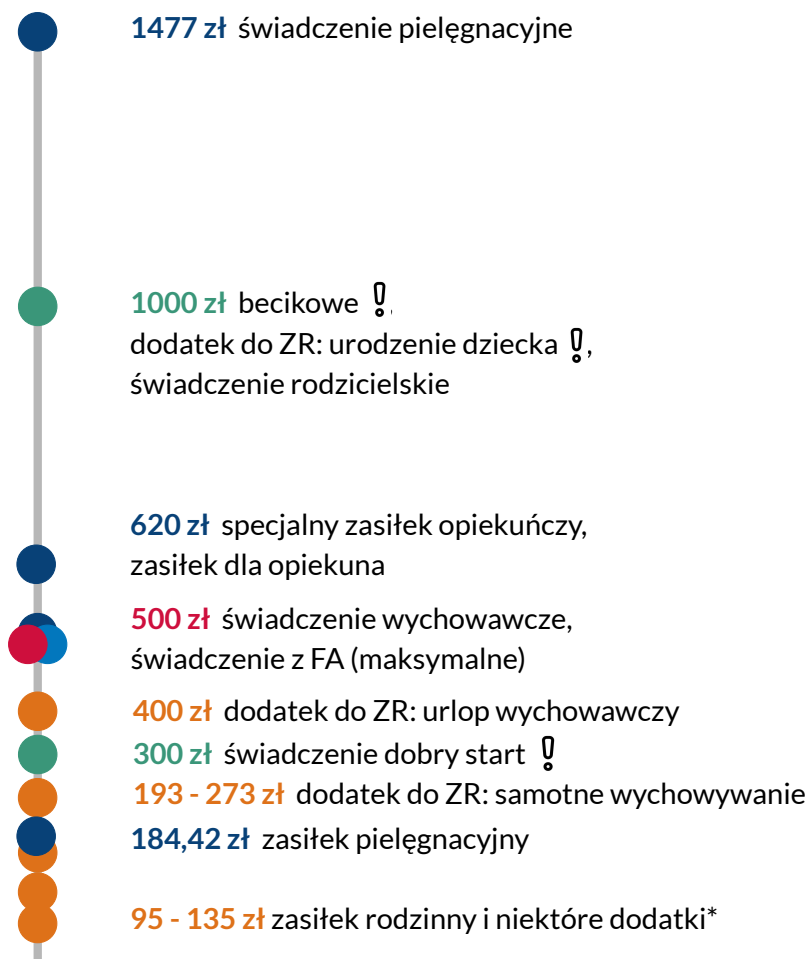 1477 zł świadczenie pielęgnacyjne
1000 zł becikowe !
dodatek do ZR: urodzenie dziecka !,
świadczenie rodzicielskie
620 zł specjalny zasiłek opiekuńczy,
zasiłek dla opiekuna
500 zł świadczenie wychowawcze,
świadczenie z FA (maksymalne)
400 zł dodatek do ZR: urlop wychowawczy
300 zł świadczenie dobry start !
193 - 273 zł dodatek do ZR: samotne wychowywanie
184,42 zł zasiłek pielęgnacyjny
95 - 135 zł zasiłek rodzinny i niektóre dodatki*